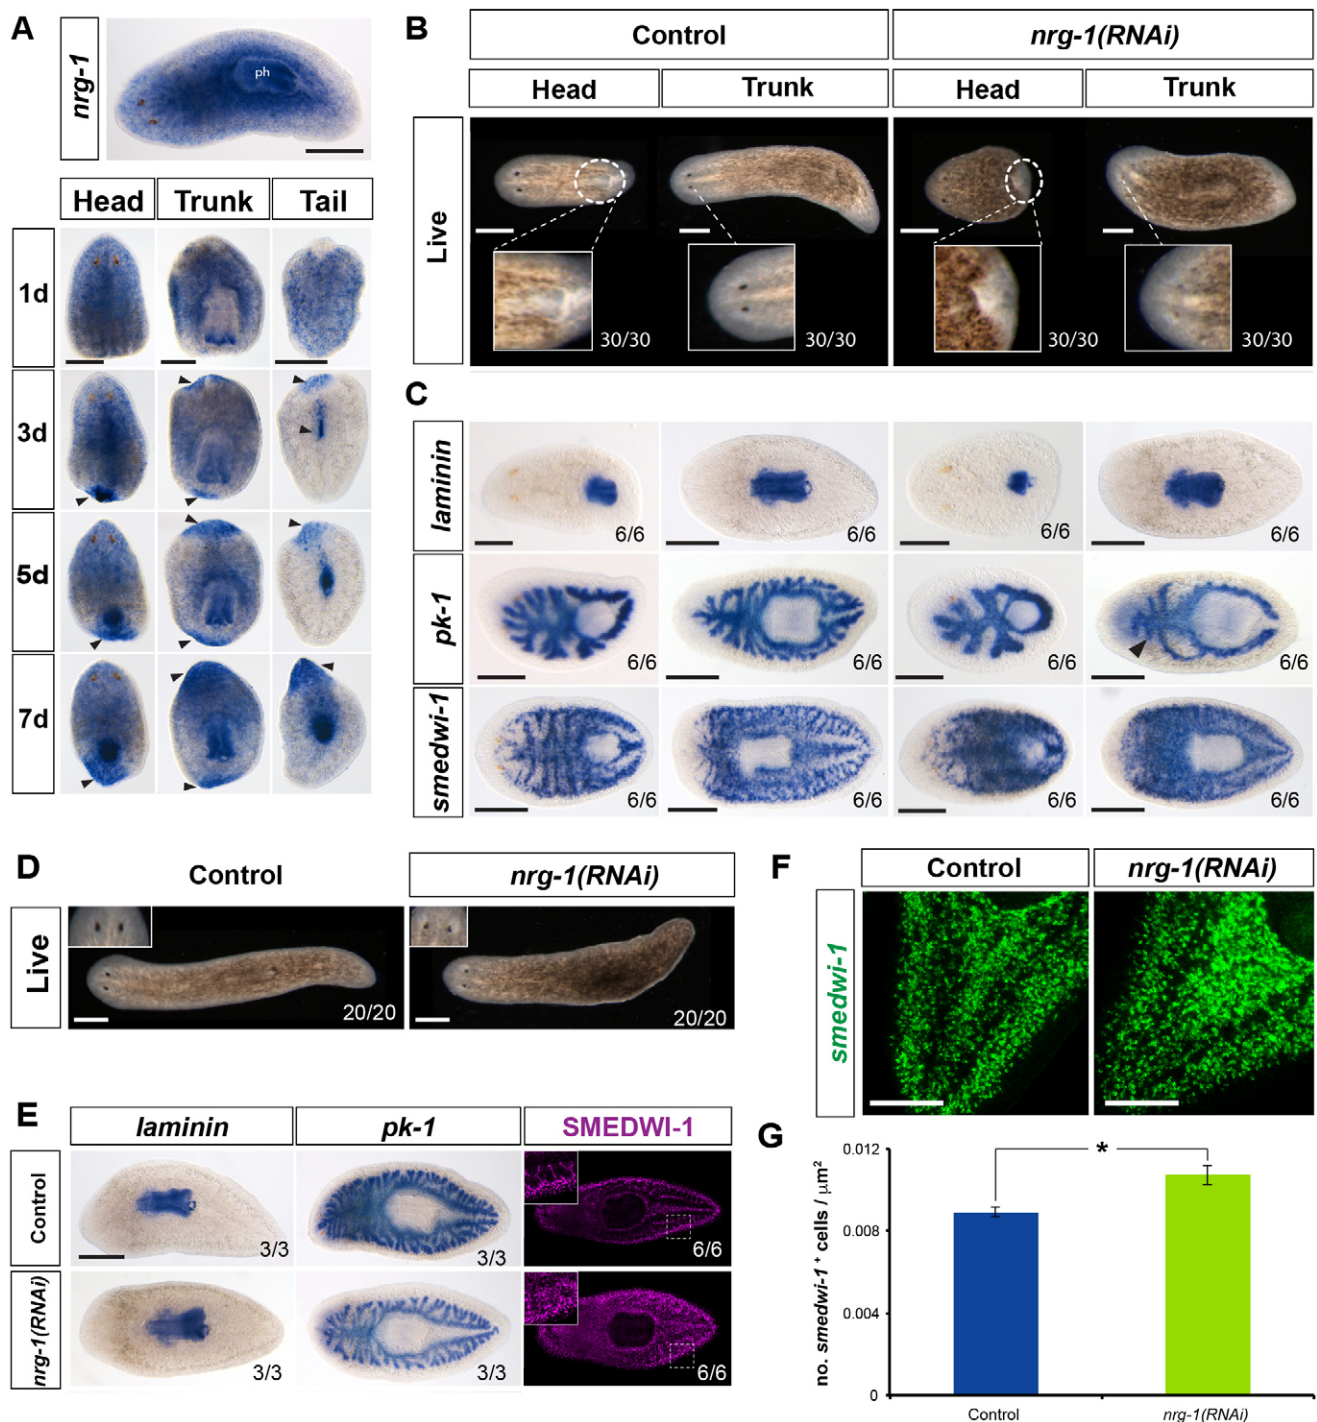 A
nrg-1
ph
Head Trunk Tail
1d
3d
5d
7d
B
Control nrg-1(RNAi)
Head Trunk Head Trunk
Live
30/30 30/30 30/30 30/30
C
laminin
6/6 6/6 6/6 6/6
pk-1
6/6 6/6 6/6 6/6
smedwi-1
6/6 6/6 6/6 6/6
D
Control nrg-1(RNAi)
Live
20/20 20/20
E
laminin pk-1 SMEDWI-1
Control
3/3 3/3 6/6
nrg-1(RNAi)
3/3 3/3 6/6
F
Control nrg-1(RNAi)
smedwi-1
G
no. smedwi-1⁺ cells / μm²
0.012
0.008
0.004
0
*
Control nrg-1(RNAi)